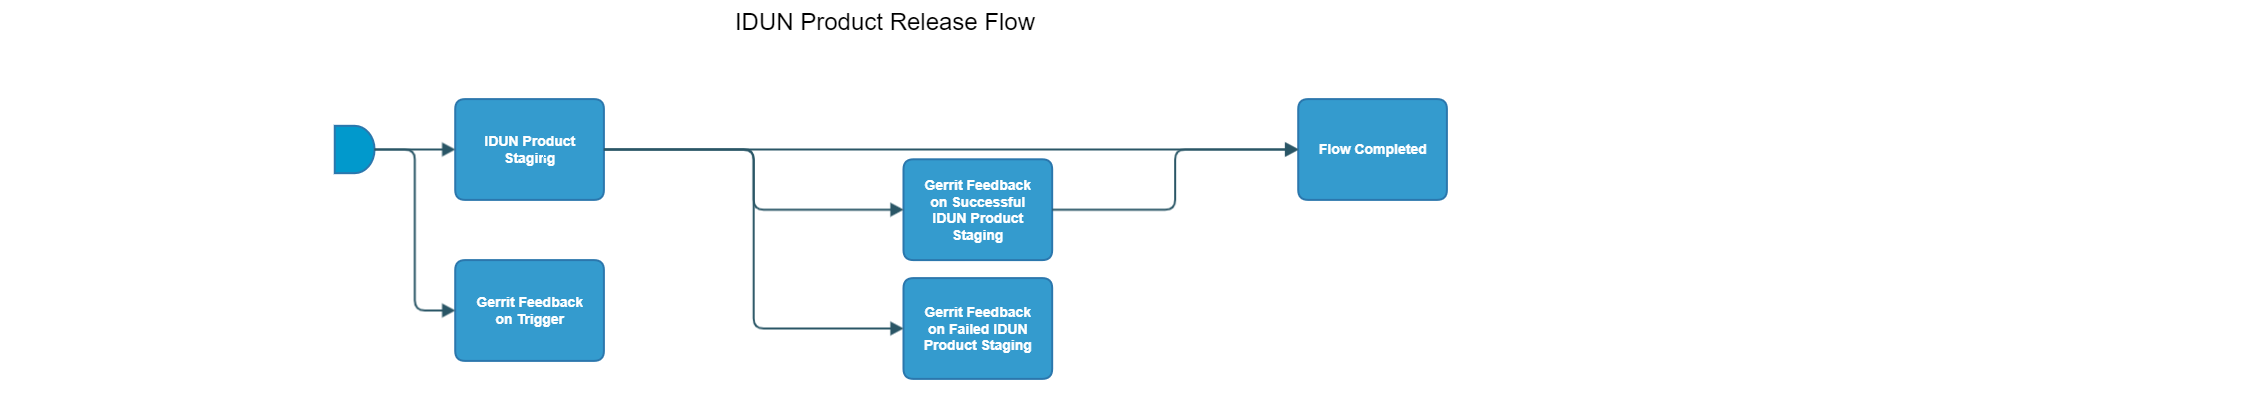 IDUN Product Release Flow
IDUN Product
Staging
Flow Completed
Gerrit Feedback
on Successful
IDUN Product
Staging
Gerrit Feedback
on Trigger
Gerrit Feedback
on Failed IDUN
Product Staging